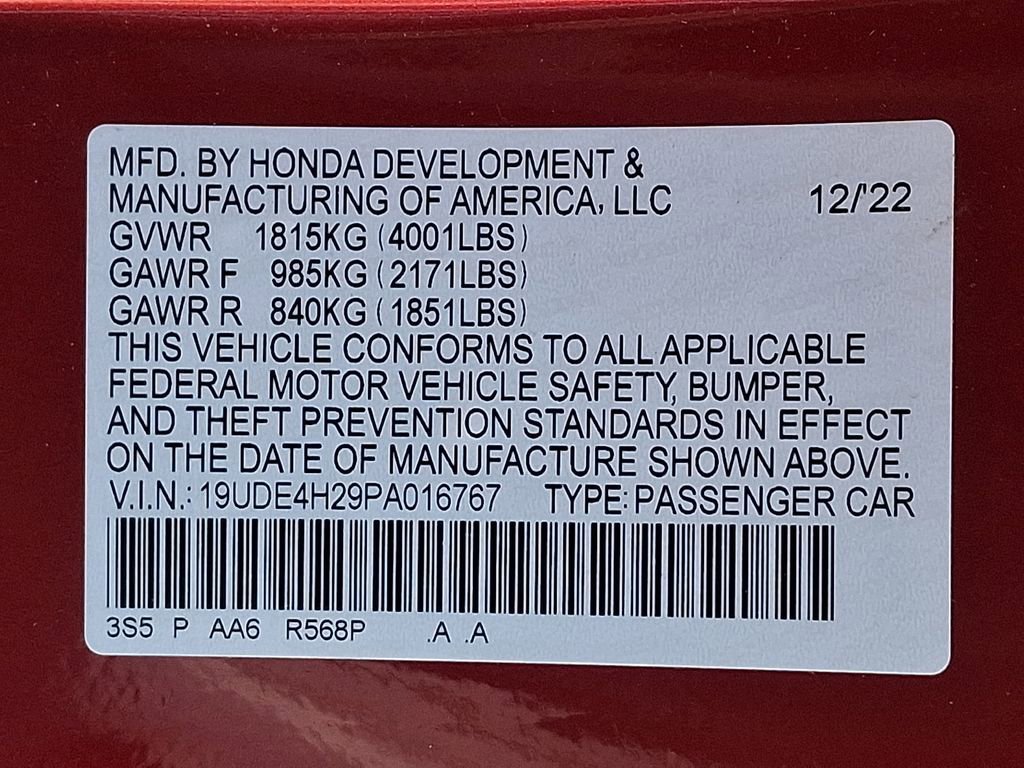 MFD. BY HONDA DEVELOPMENT &
MANUFACTURING OF AMERICA, LLC 12/'22
GVWR 1815KG (4001LBS)
GAWR F 985KG (2171LBS)
GAWR R 840KG (1851LBS)
THIS VEHICLE CONFORMS TO ALL APPLICABLE
FEDERAL MOTOR VEHICLE SAFETY, BUMPER,
AND THEFT PREVENTION STANDARDS IN EFFECT
ON THE DATE OF MANUFACTURE SHOWN ABOVE.
V.I.N.: 19UDE4H29PA016767 TYPE: PASSENGER CAR
3S5 P AA6 R568P .A .A